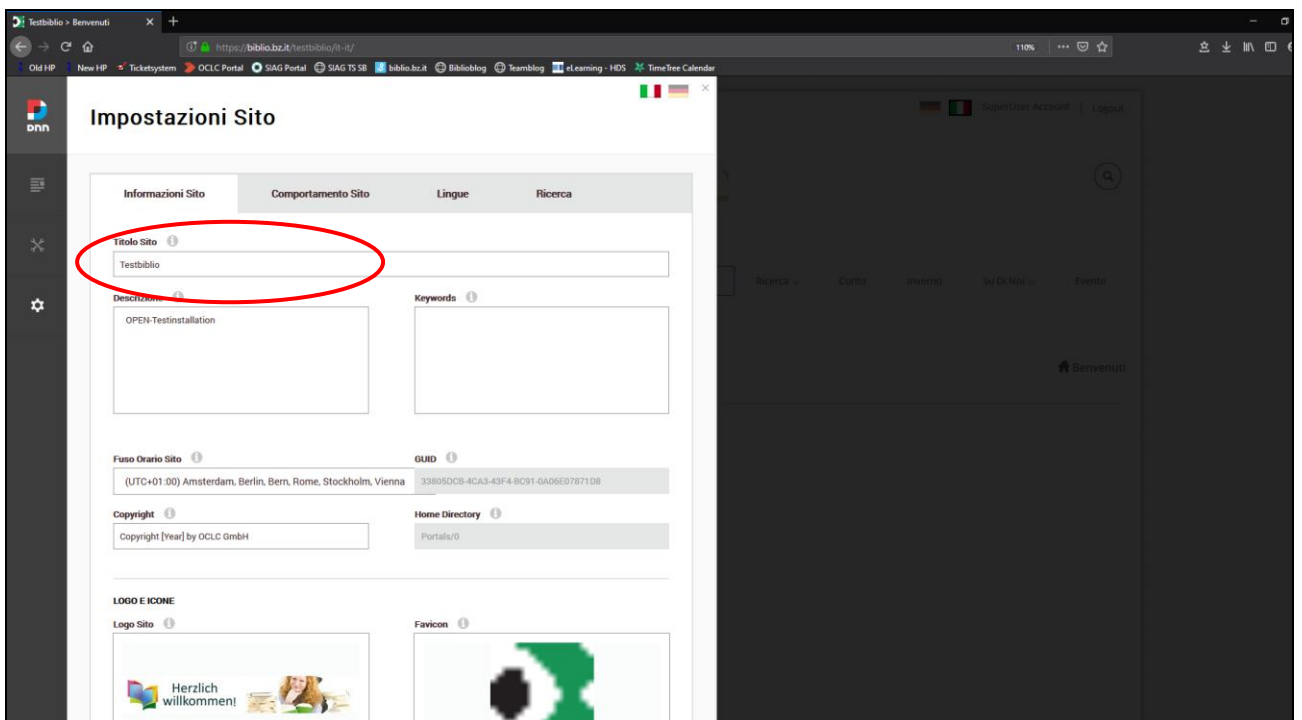 Testbiblio > Benvenuti
https://biblio.bz.it/testbiblio/it-it/
110%
Old HP New HP Ticketsystem OCLC Portal SIAG Portal SIAG TS SB biblio.bz.it Biblioblog Teamblog eLearning - HDS TimeTree Calendar
dnn
Impostazioni Sito
SuperUser Account | Logout
Informazioni Sito Comportamento Sito Lingue Ricerca
Titolo Sito
Testbiblio
Ricerca Conto Inverno Su Di Noi Evento
Descrizione Keywords
OPEN-Testinstallation
Benvenuti
Fuso Orario Sito GUID
(UTC+01:00) Amsterdam, Berlin, Bern, Rome, Stockholm, Vienna 33805DCB-4CA3-43F4-BC91-0A06E07871D8
Copyright Home Directory
Copyright [Year] by OCLC GmbH Portals/0
LOGO E ICONE
Logo Sito Favicon
Herzlich
willkommen!